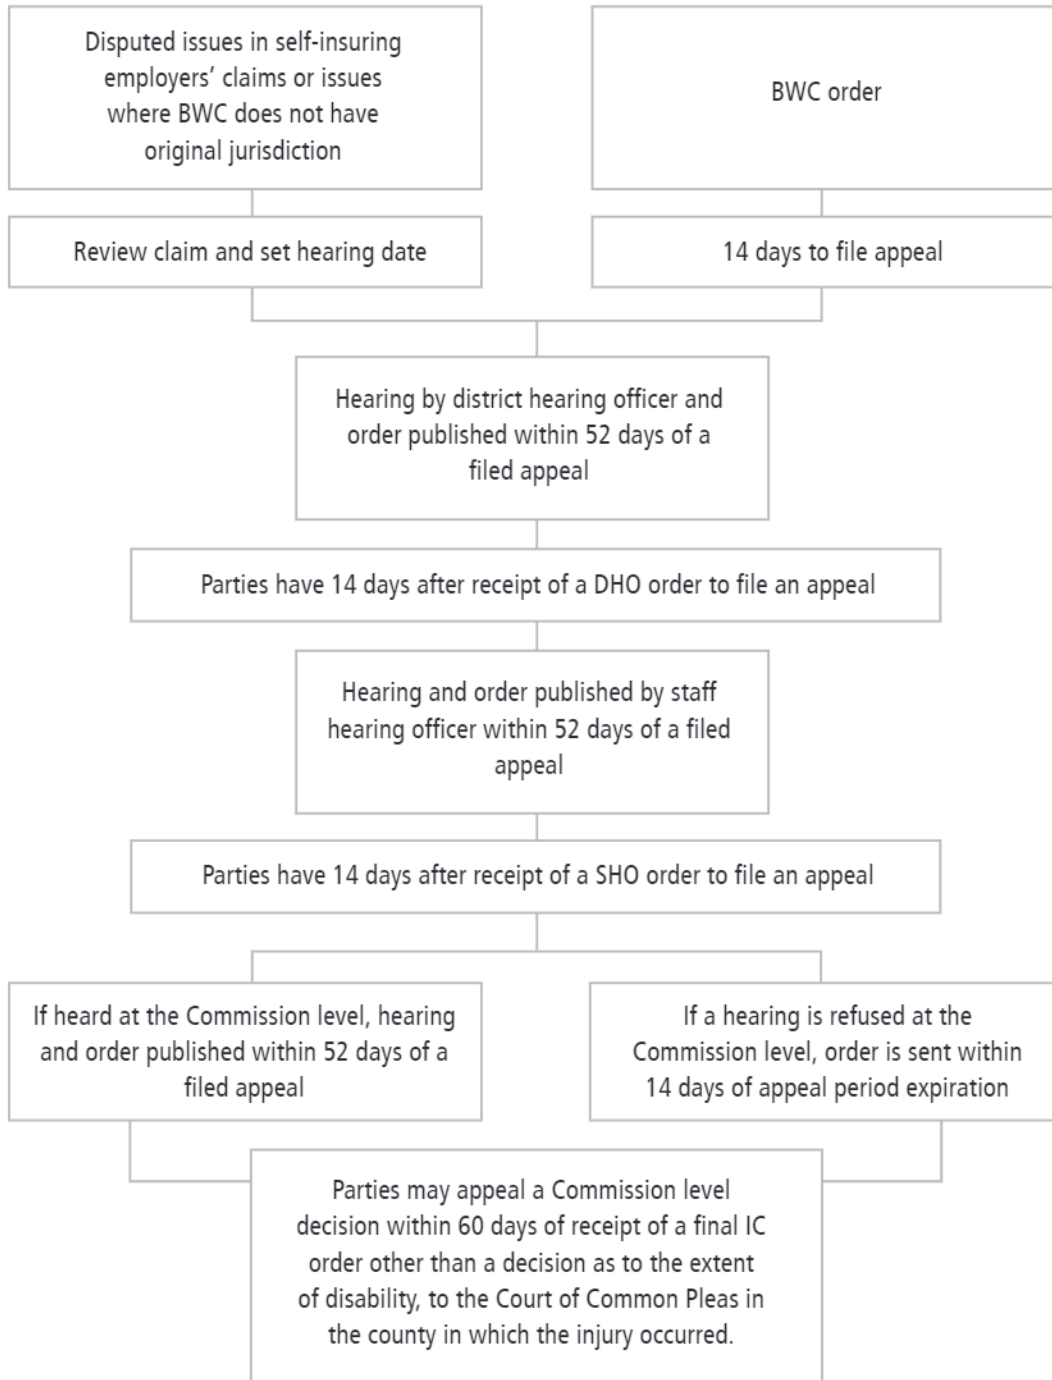 Disputed issues in self-insuring
employers’ claims or issues
where BWC does not have
original jurisdiction
BWC order
Review claim and set hearing date
14 days to file appeal
Hearing by district hearing officer and
order published within 52 days of a
filed appeal
Parties have 14 days after receipt of a DHO order to file an appeal
Hearing and order published by staff
hearing officer within 52 days of a filed
appeal
Parties have 14 days after receipt of a SHO order to file an appeal
If heard at the Commission level, hearing
and order published within 52 days of a
filed appeal
If a hearing is refused at the
Commission level, order is sent within
14 days of appeal period expiration
Parties may appeal a Commission level
decision within 60 days of receipt of a final IC
order other than a decision as to the extent
of disability, to the Court of Common Pleas in
the county in which the injury occurred.